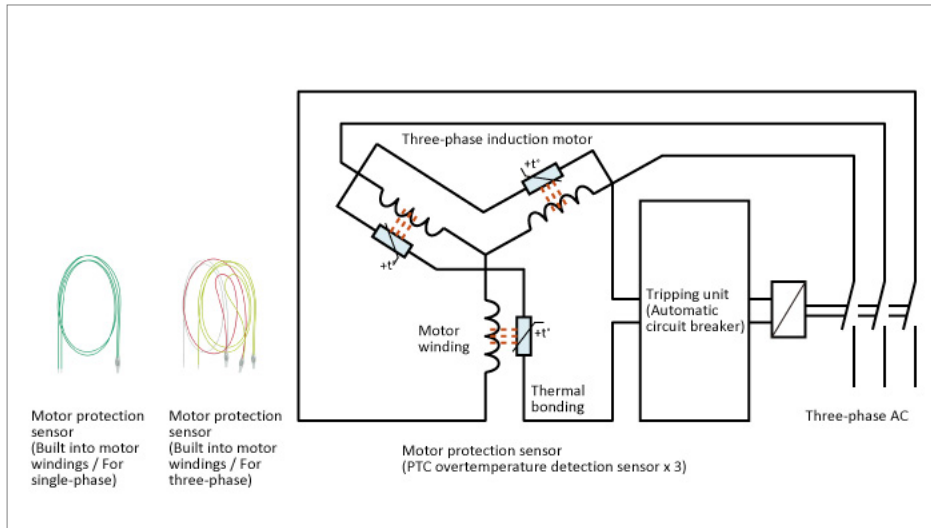 Three-phase induction motor
+t°
+t°
+t°
Motor
winding
Thermal
bonding
Tripping unit
(Automatic
circuit breaker)
Three-phase AC
Motor protection
sensor
(Built into motor
windings / For
single-phase)
Motor protection
sensor
(Built into motor
windings / For
three-phase)
Motor protection sensor
(PTC overtemperature detection sensor x 3)